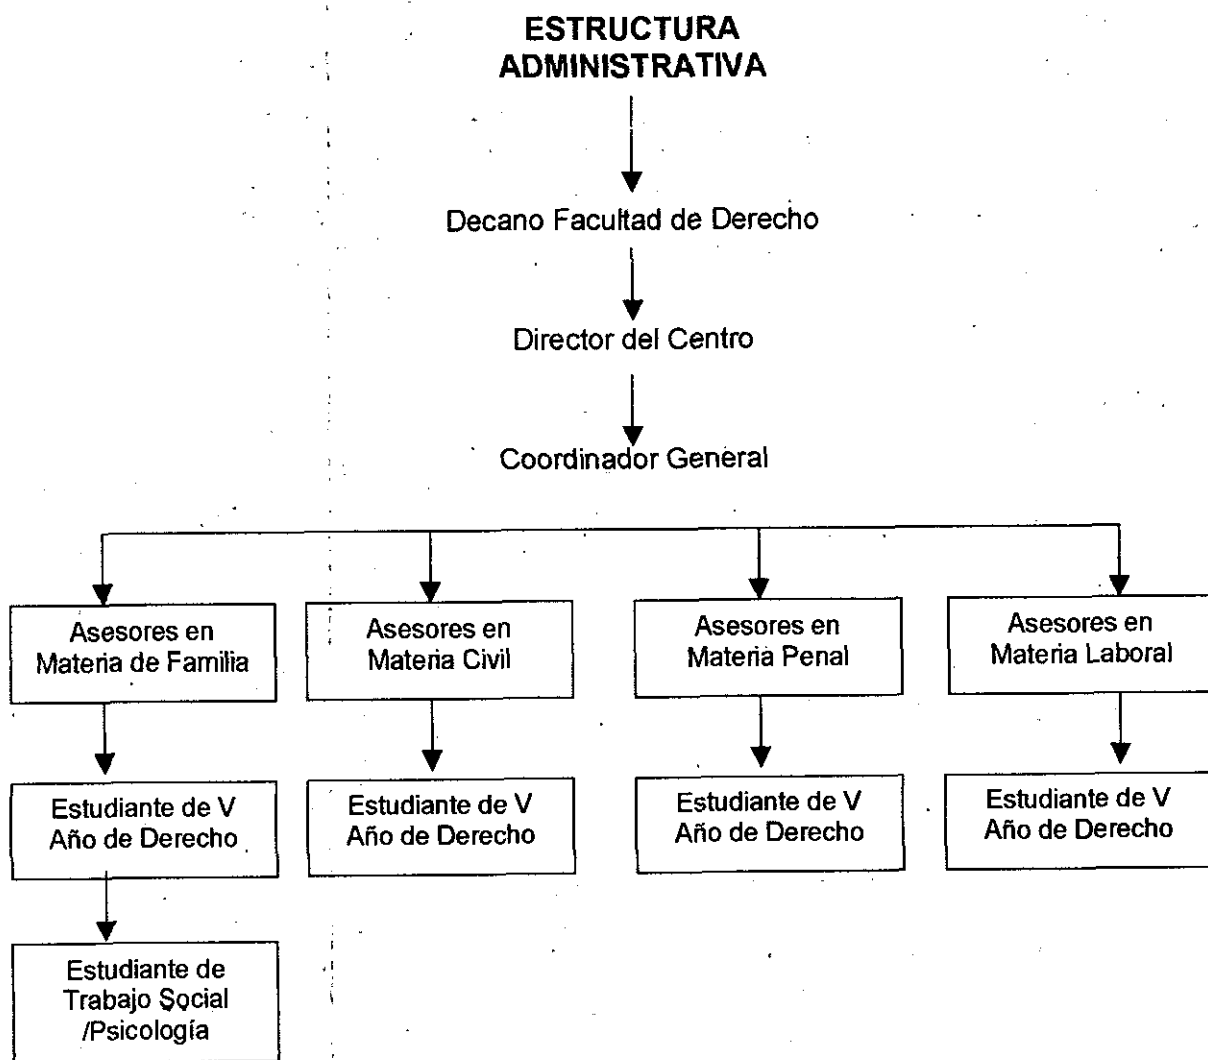 ESTRUCTURA
ADMINISTRATIVA
Decano Facultad de Derecho
Director del Centro
Coordinador General
Asesores en
Materia de Familia
Asesores en
Materia Civil
Asesores en
Materia Penal
Asesores en
Materia Laboral
Estudiante de V
Año de Derecho
Estudiante de V
Año de Derecho
Estudiante de V
Año de Derecho
Estudiante de V
Año de Derecho
Estudiante de
Trabajo Social
/Psicología